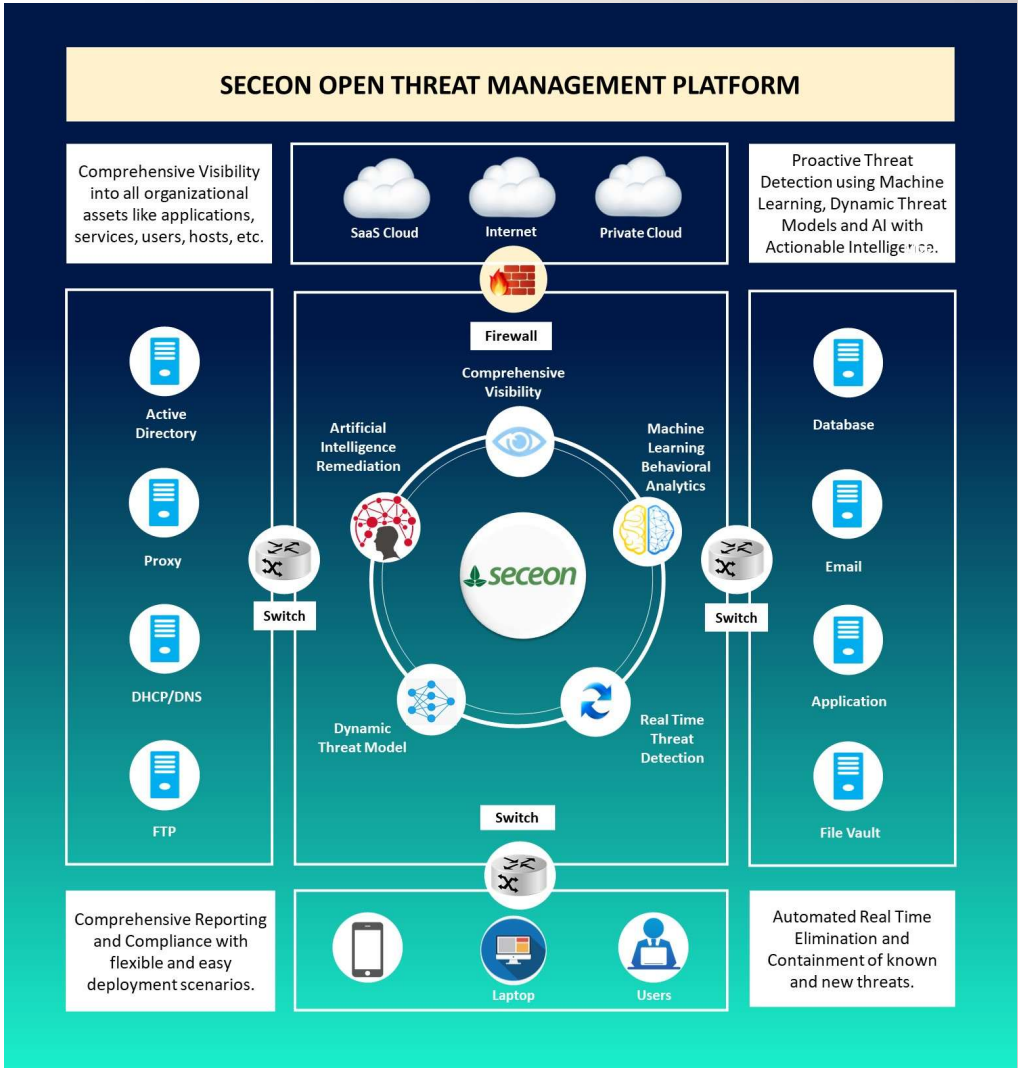 SECEON OPEN THREAT MANAGEMENT PLATFORM
Comprehensive Visibility
into all organizational
assets like applications,
services, users, hosts, etc.
SaaS Cloud
Internet
Private Cloud
Proactive Threat
Detection using Machine
Learning, Dynamic Threat
Models and AI with
Actionable Intelligence.
Firewall
Active
Directory
Proxy
DHCP/DNS
FTP
Switch
Comprehensive
Visibility
Artificial
Intelligence
Remediation
Machine
Learning
Behavioral
Analytics
seceon
Dynamic
Threat Model
Real Time
Threat
Detection
Switch
Database
Email
Application
File Vault
Switch
Comprehensive Reporting
and Compliance with
flexible and easy
deployment scenarios.
Laptop
Users
Automated Real Time
Elimination and
Containment of known
and new threats.